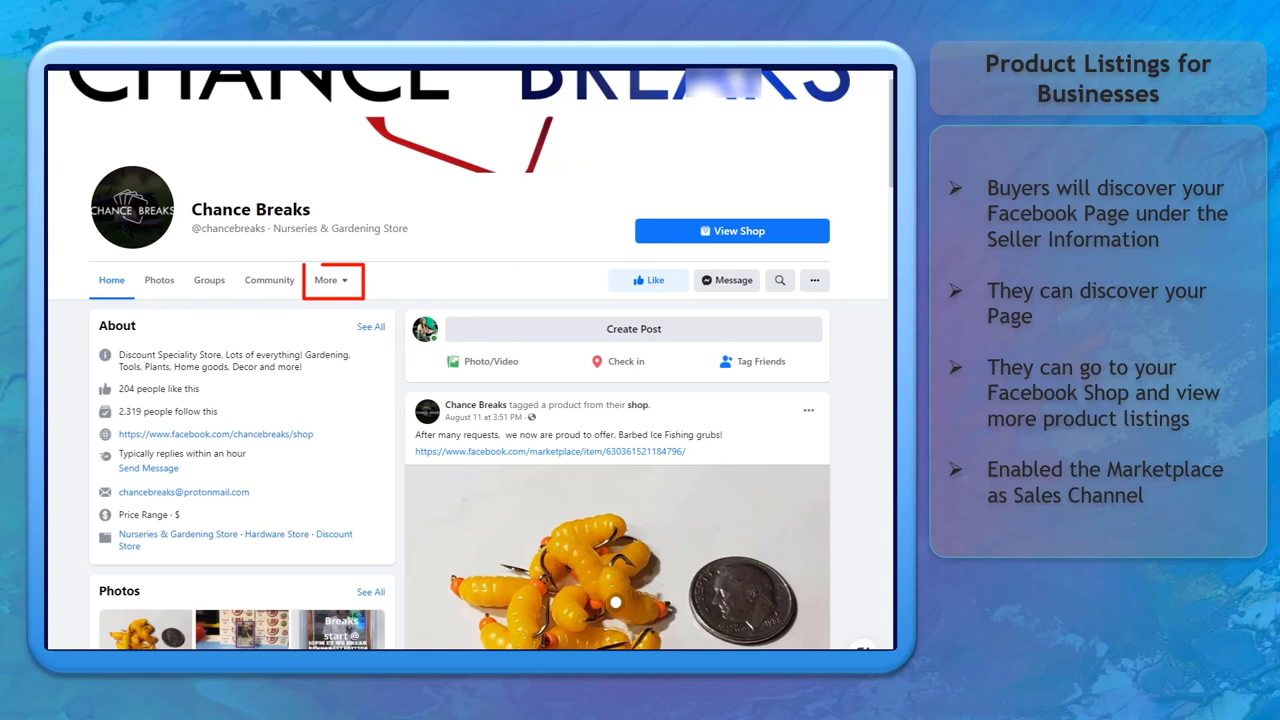 CHANCE BREAKS
CHANCE BREAKS
Chance Breaks
@chancebreaks · Nurseries & Gardening Store
View Shop
Home
Photos
Groups
Community
More
Like
Message
About
See All
Discount Speciality Store, Lots of everything! Gardening,
Tools, Plants, Home goods, Decor and more!
204 people like this
2,319 people follow this
https://www.facebook.com/chancebreaks/shop
Typically replies within an hour
Send Message
chancebreaks@protonmail.com
Price Range · $
Nurseries & Gardening Store · Hardware Store · Discount
Store
Photos
See All
Breaks
start @
Create Post
Photo/Video
Check in
Tag Friends
Chance Breaks tagged a product from their shop.
August 11 at 3:51 PM ·
After many requests, we now are proud to offer. Barbed Ice Fishing grubs!
https://www.facebook.com/marketplace/item/630361521184796/
Product Listings for
Businesses
Buyers will discover your
Facebook Page under the
Seller Information
They can discover your
Page
They can go to your
Facebook Shop and view
more product listings
Enabled the Marketplace
as Sales Channel